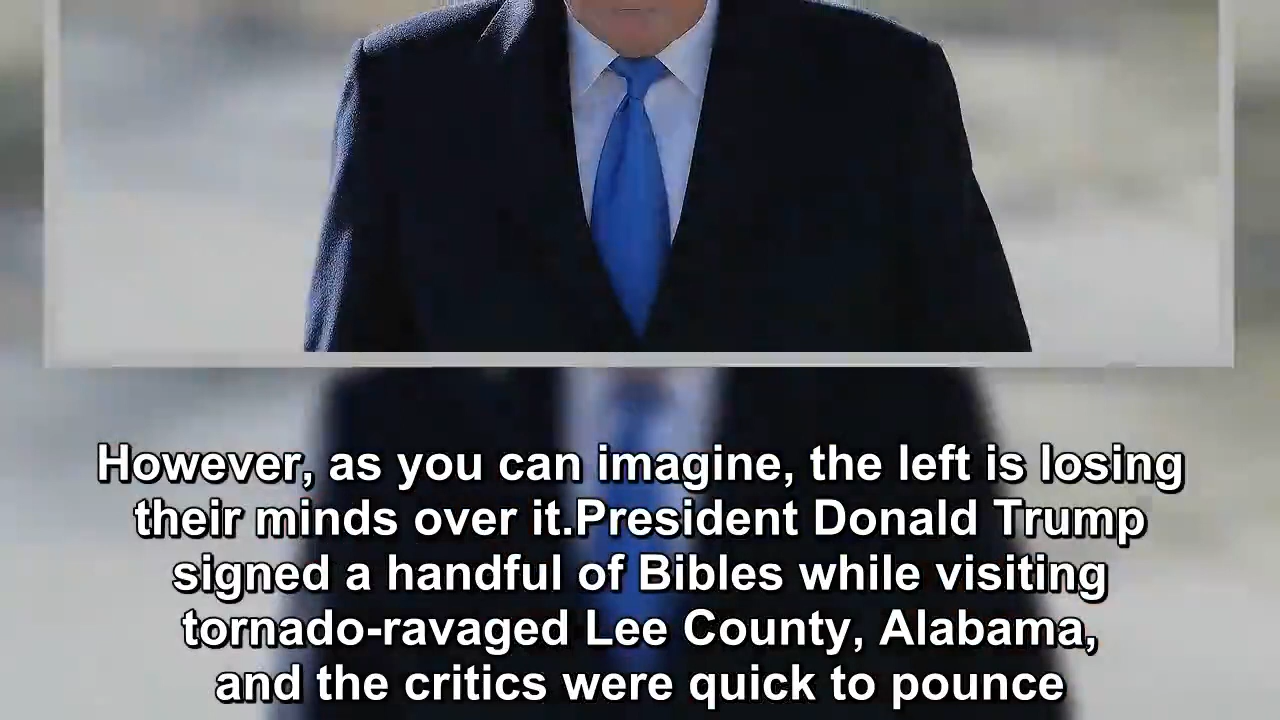 However, as you can imagine, the left is losing
their minds over it.President Donald Trump
signed a handful of Bibles while visiting
tornado-ravaged Lee County, Alabama,
and the critics were quick to pounce